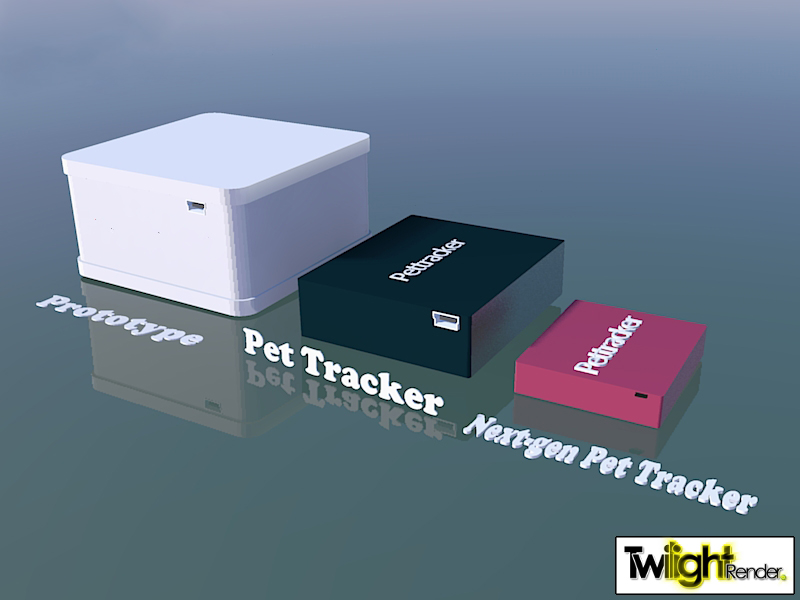 Pettracker
Pettracker
Prototype
Pet Tracker
Next-gen Pet Tracker
Twilight Render